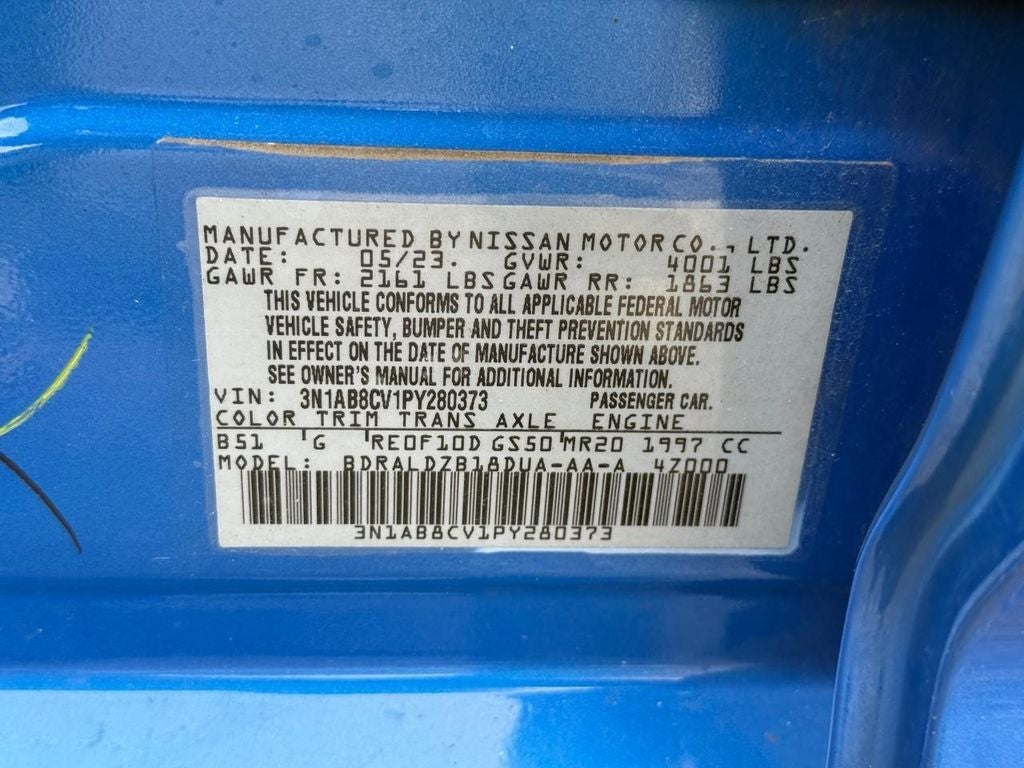 MANUFACTURED BY NISSAN MOTOR CO., LTD.
DATE: 05/23. GVWR: 4001 LBS
GAWR FR: 2161 LBS GAWR RR: 1863 LBS
THIS VEHICLE CONFORMS TO ALL APPLICABLE FEDERAL MOTOR
VEHICLE SAFETY, BUMPER AND THEFT PREVENTION STANDARDS
IN EFFECT ON THE DATE OF MANUFACTURE SHOWN ABOVE.
SEE OWNER'S MANUAL FOR ADDITIONAL INFORMATION.
VIN: 3N1AB8CV1PY280373 PASSENGER CAR.
COLOR TRIM TRANS AXLE ENGINE
B51 G RE0F10D GS50 MR20 1997 CC
MODEL: BDRALDZB18DUA-AA-A 4Z000
3N1AB8CV1PY280373